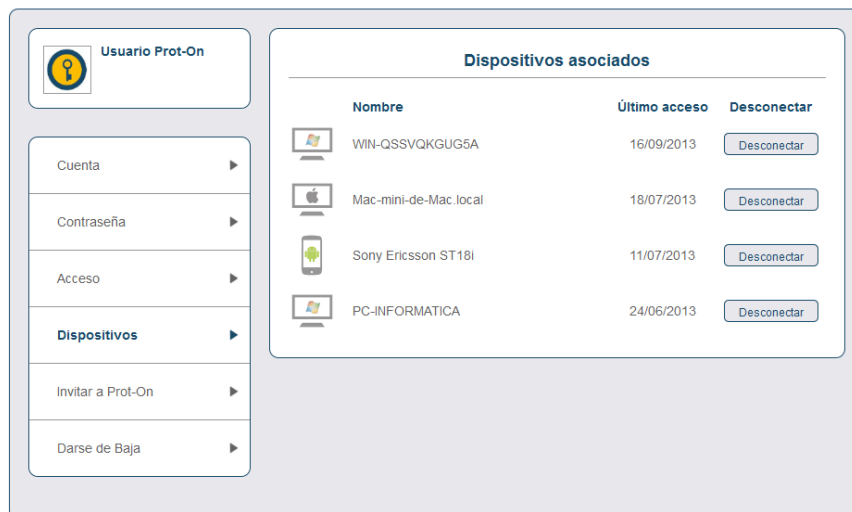 Usuario Prot-On
Cuenta
Contraseña
Acceso
Dispositivos
Invitar a Prot-On
Darse de Baja
Dispositivos asociados
Nombre Último acceso Desconectar
WIN-QSSVQKGUG5A 16/09/2013 Desconectar
Mac-mini-de-Mac.local 18/07/2013 Desconectar
Sony Ericsson ST18i 11/07/2013 Desconectar
PC-INFORMATICA 24/06/2013 Desconectar